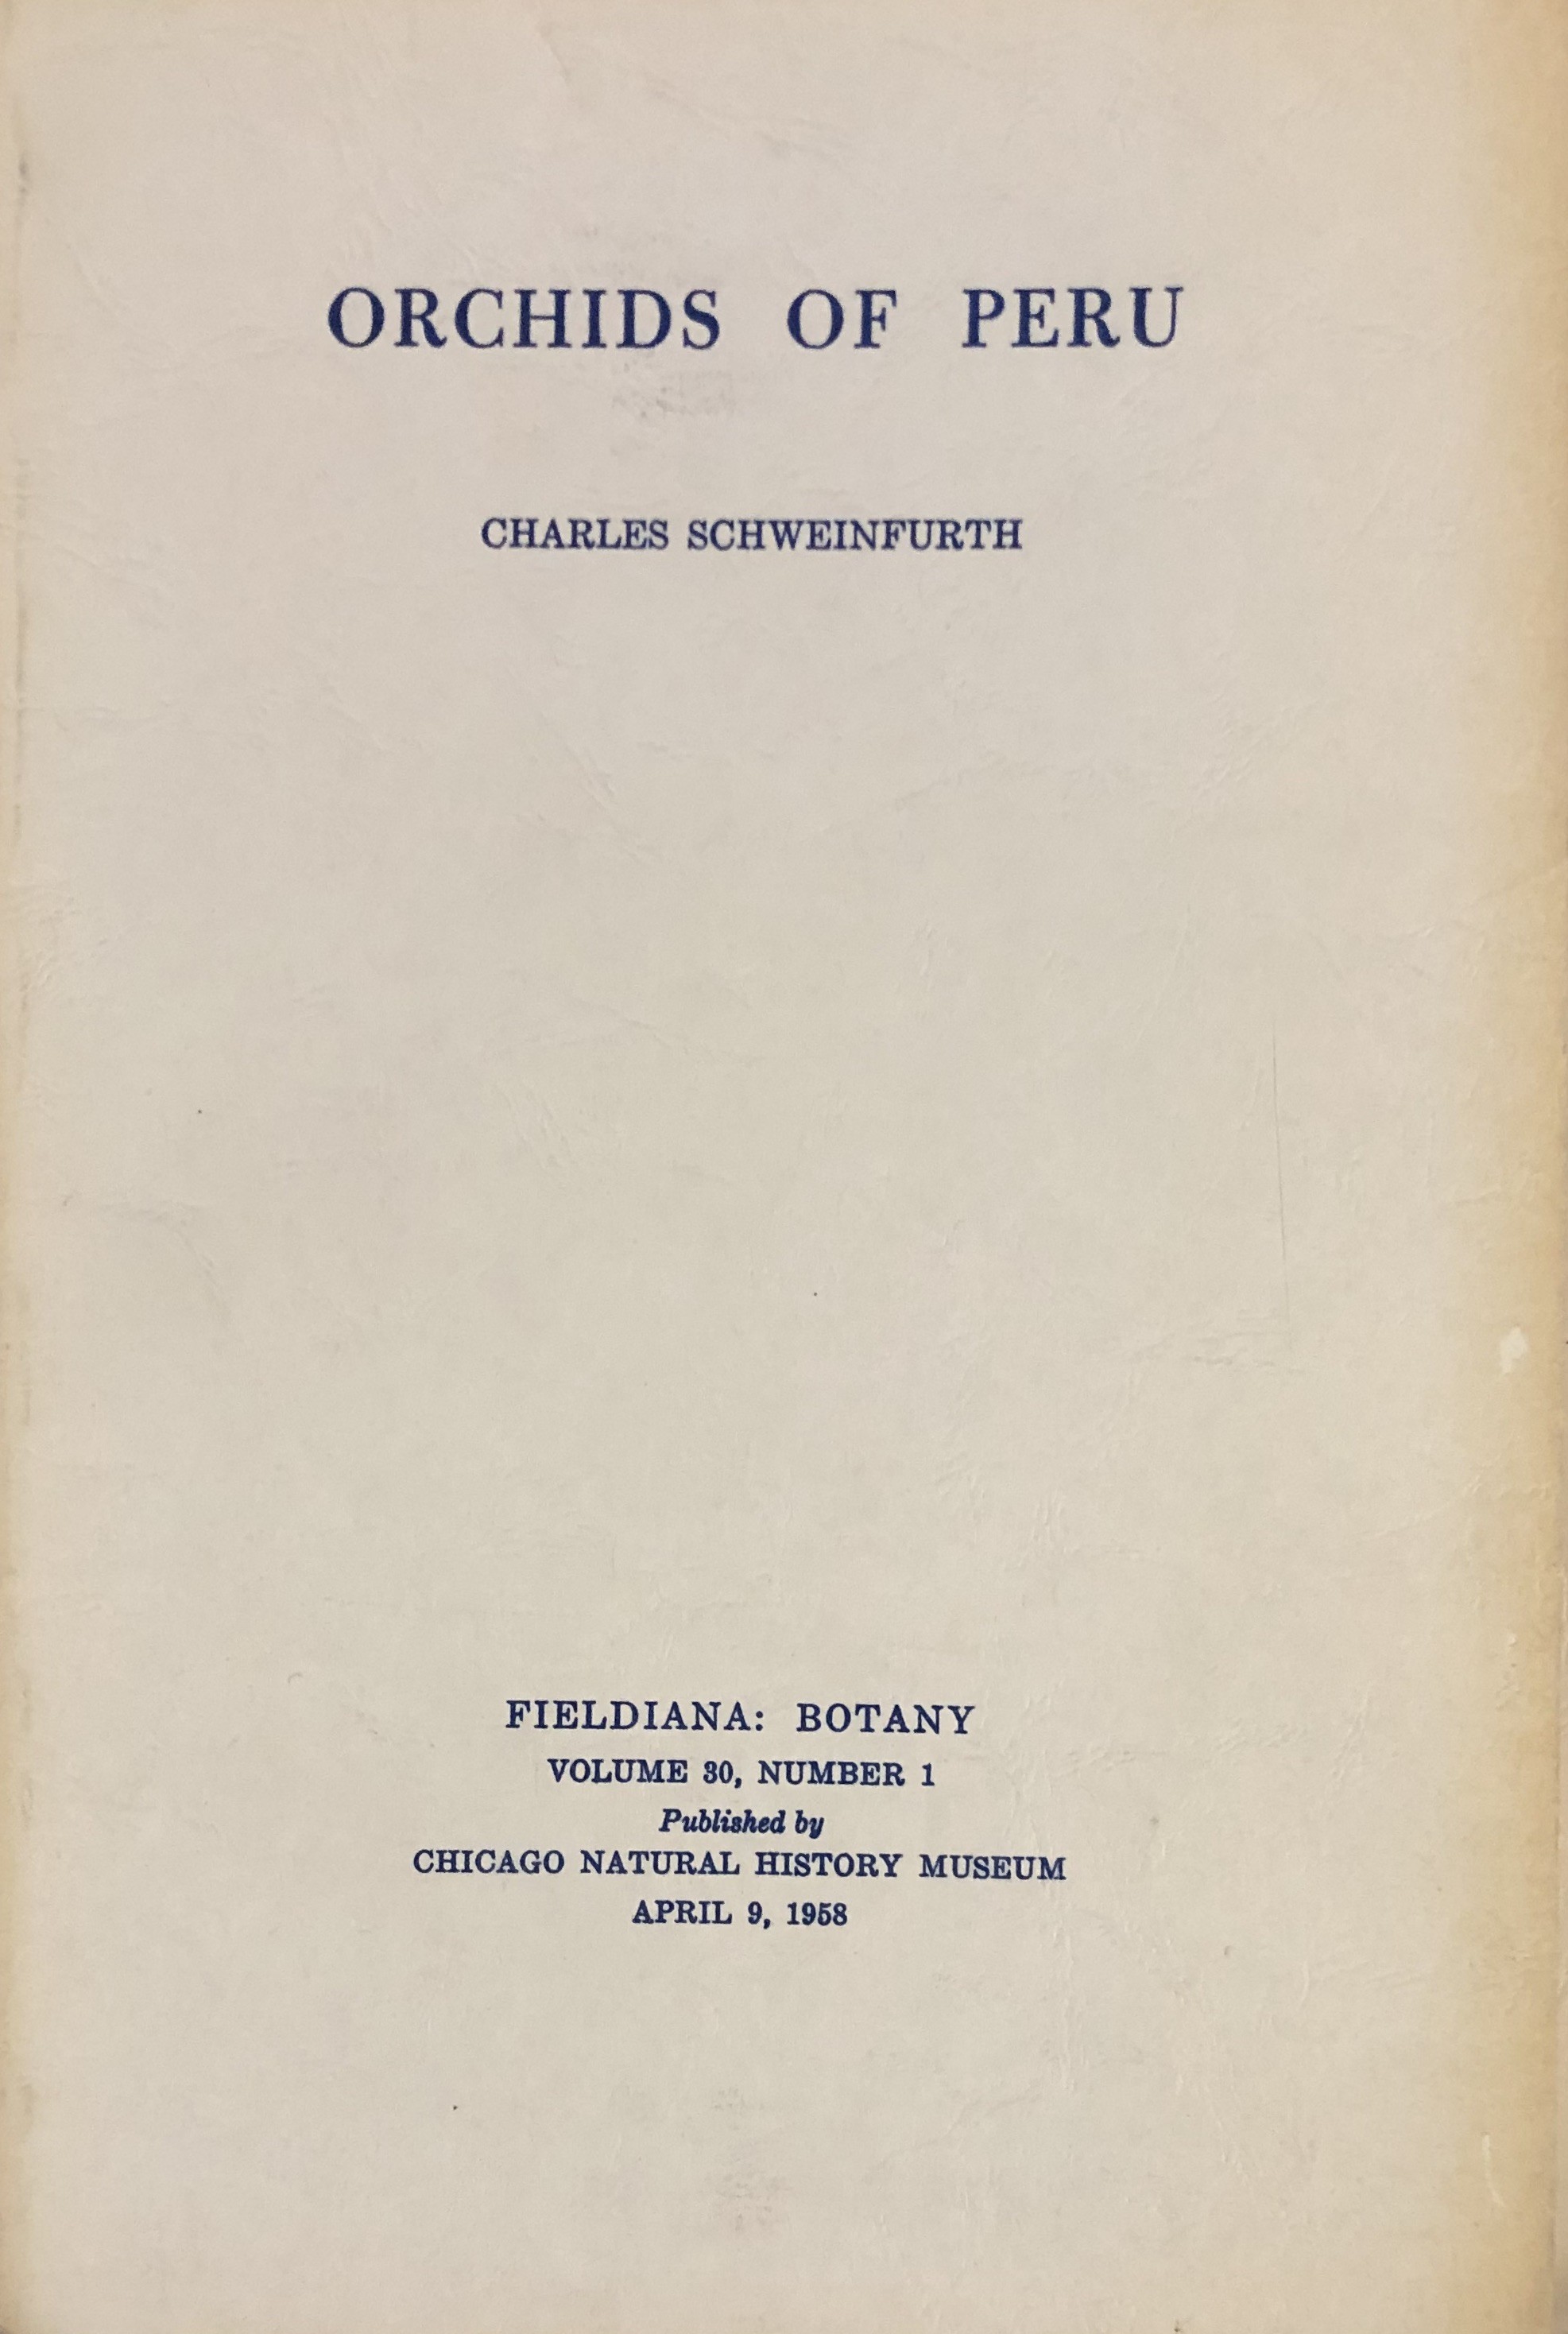 ORCHIDS OF PERU
CHARLES SCHWEINFURTH
FIELDIANA: BOTANY
VOLUME 30, NUMBER 1
Published by
CHICAGO NATURAL HISTORY MUSEUM
APRIL 9, 1958